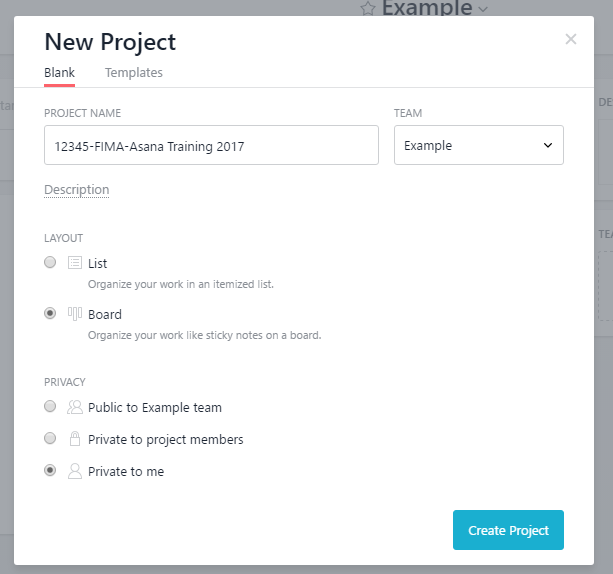 Example
New Project
Blank Templates
PROJECT NAME TEAM
12345-FIMA-Asana Training 2017 Example
Description
LAYOUT
List
Organize your work in an itemized list.
Board
Organize your work like sticky notes on a board.
PRIVACY
Public to Example team
Private to project members
Private to me
Create Project